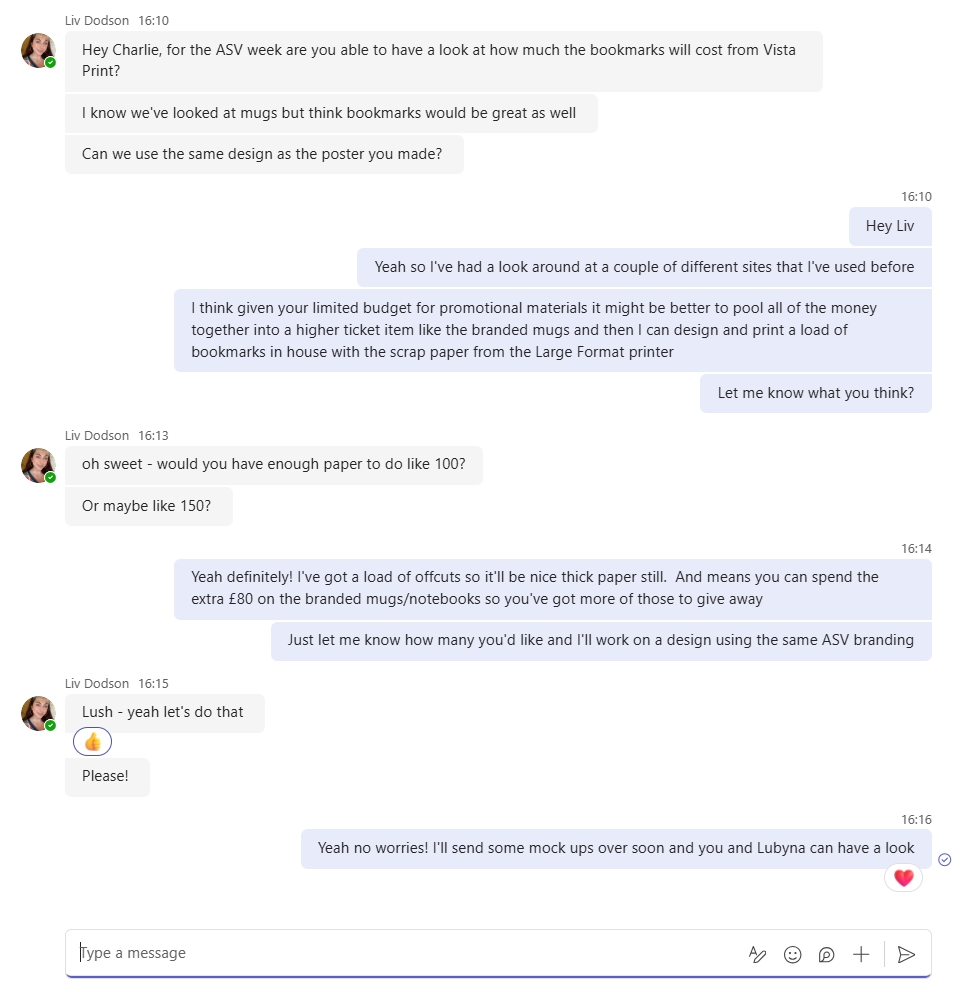 Liv Dodson 16:10
Hey Charlie, for the ASV week are you able to have a look at how much the bookmarks will cost from Vista
Print?
I know we've looked at mugs but think bookmarks would be great as well
Can we use the same design as the poster you made?
16:10
Hey Liv
Yeah so I've had a look around at a couple of different sites that I've used before
I think given your limited budget for promotional materials it might be better to pool all of the money
together into a higher ticket item like the branded mugs and then I can design and print a load of
bookmarks in house with the scrap paper from the Large Format printer
Let me know what you think?
Liv Dodson 16:13
oh sweet - would you have enough paper to do like 100?
Or maybe like 150?
16:14
Yeah definitely! I've got a load of offcuts so it'll be nice thick paper still.  And means you can spend the
extra £80 on the branded mugs/notebooks so you've got more of those to give away
Just let me know how many you'd like and I'll work on a design using the same ASV branding
Liv Dodson 16:15
Lush - yeah let's do that
Please!
16:16
Yeah no worries! I'll send some mock ups over soon and you and Lubyna can have a look
Type a message